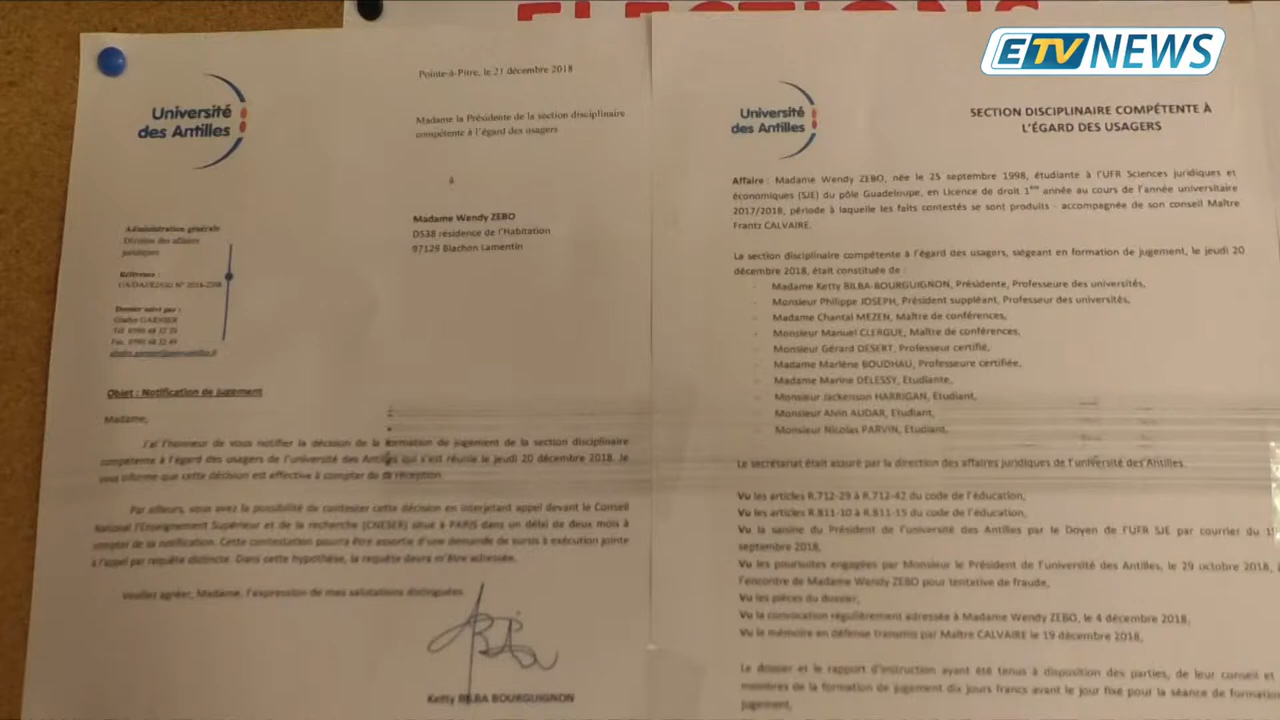 ELECTIONS
ETV NEWS
Université
des Antilles
Pointe-à-Pitre, le 21 décembre 2018
Madame la Présidente de la section disciplinaire
compétente à l'égard des usagers
à
Madame Wendy ZEBO
D538 résidence de l'Habitation
97129 Blachon Lamentin
Administration générale
Division des affaires
juridiques
Référence :
Dossier suivi par :
Gladys GARNIER
Objet : Notification de jugement
Madame,
J'ai l'honneur de vous notifier la décision de la formation de jugement de la section disciplinaire
compétente à l'égard des usagers de l'université des Antilles qui s'est réunie le jeudi 20 décembre 2018. Je
vous informe que cette décision est effective à compter de sa réception.
Par ailleurs, vous avez la possibilité de contester cette décision en interjetant appel devant le Conseil
National l'Enseignement Supérieur et de la recherche (CNESER) situé à PARIS dans un délai de deux mois à
compter de sa notification. Cette contestation pourra être assortie d'une demande de sursis à exécution jointe
à l'appel par requête distincte. Dans cette hypothèse, la requête devra m'être adressée.
Veuillez agréer, Madame, l'expression de mes salutations distinguées.
Ketty BILBA BOURGUIGNON
Université
des Antilles
SECTION DISCIPLINAIRE COMPÉTENTE À
L'ÉGARD DES USAGERS
Affaire : Madame Wendy ZEBO, née le 25 septembre 1998, étudiante à l'UFR Sciences juridiques et
économiques (SJE) du pôle Guadeloupe, en Licence de droit 1ère année au cours de l'année universitaire
2017/2018, période à laquelle les faits contestés se sont produits - accompagnée de son conseil Maître
Frantz CALVAIRE.
La section disciplinaire compétente à l'égard des usagers, siégeant en formation de jugement, le jeudi 20
décembre 2018, était constituée de :
- Madame Ketty BILBA-BOURGUIGNON, Présidente, Professeure des universités,
- Monsieur Philippe JOSEPH, Président suppléant, Professeur des universités,
- Madame Chantal MEZEN, Maître de conférences,
- Monsieur Manuel CLERGUE, Maître de conférences,
- Monsieur Gérard DESERT, Professeur certifié,
- Madame Marlène BOUDHAU, Professeure certifiée,
- Madame Marine DELESSY, Etudiante,
- Monsieur Jackenson HARRIGAN, Etudiant,
- Monsieur Alvin AUDAR, Etudiant,
- Monsieur Nicolas PARVIN, Etudiant.
Le secrétariat était assuré par la direction des affaires juridiques de l'université des Antilles.
Vu les articles R.712-29 à R.712-42 du code de l'éducation,
Vu les articles R.811-10 à R.811-15 du code de l'éducation,
Vu la saisine du Président de l'université des Antilles par le Doyen de l'UFR SJE par courrier du
septembre 2018,
Vu les poursuites engagées par Monsieur le Président de l'université des Antilles, le 29 octobre 2018, à
l'encontre de Madame Wendy ZEBO pour tentative de fraude,
Vu les pièces du dossier,
Vu la convocation régulièrement adressée à Madame Wendy ZEBO, le 4 décembre 2018,
Vu le mémoire en défense transmis par Maître CALVAIRE le 19 décembre 2018,
Le dossier et le rapport d'instruction ayant été tenus à disposition des parties, de leur conseil et
membres de la formation de jugement dix jours francs avant le jour fixé pour la séance de formation
jugement,